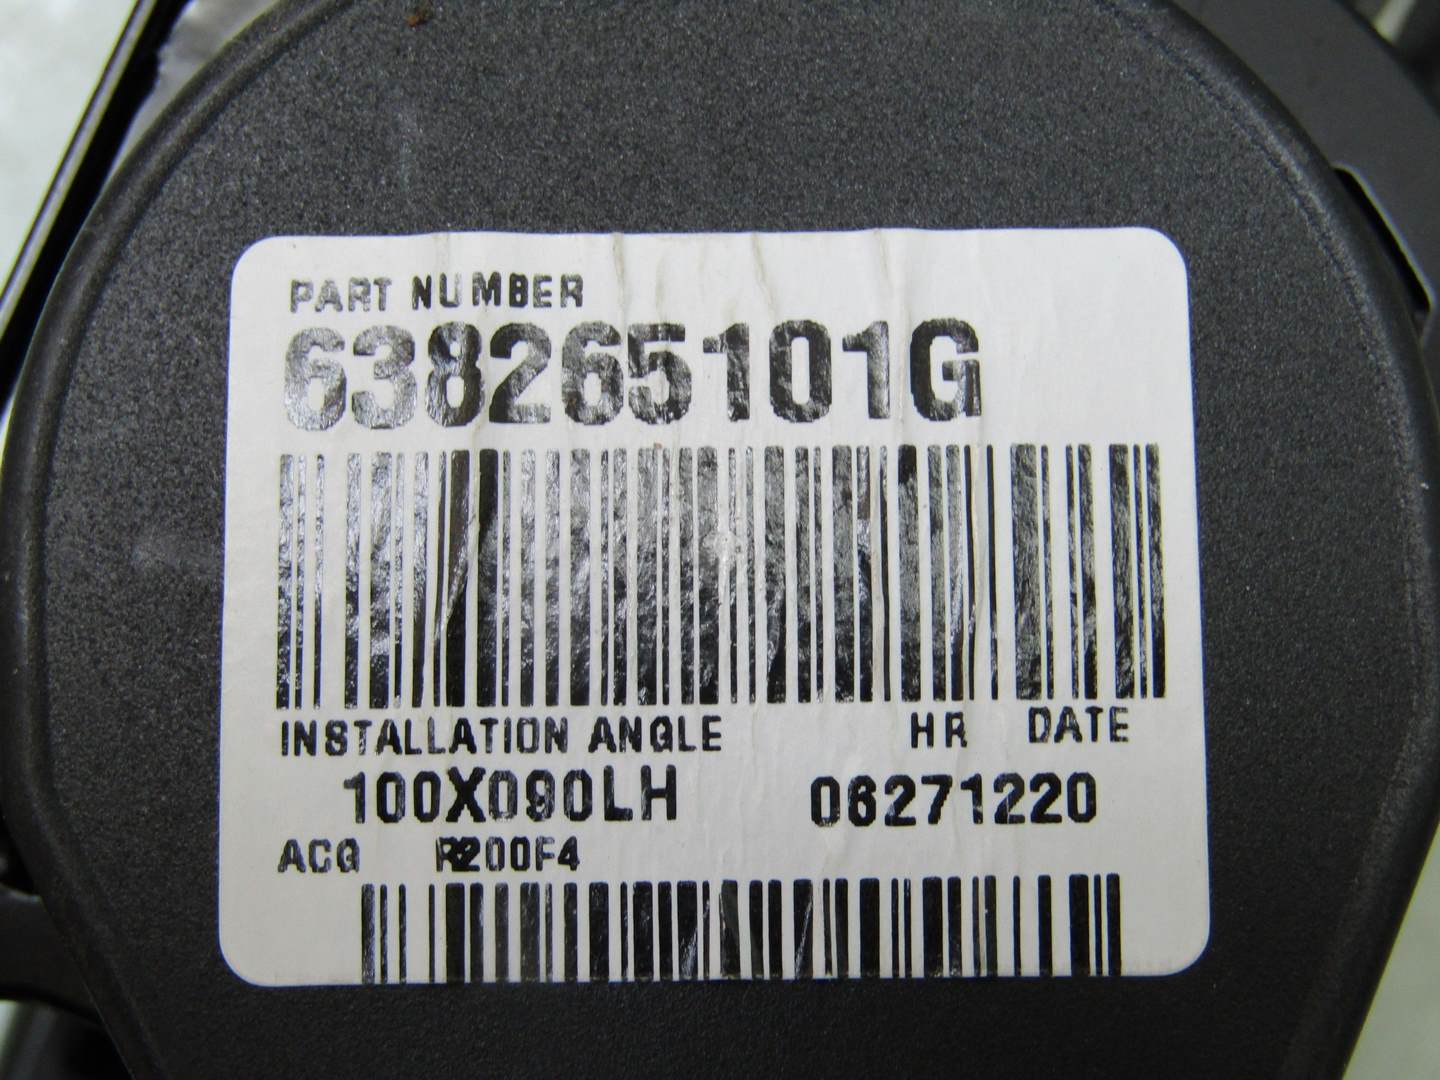 PART NUMBER
638265101G
INSTALLATION ANGLE HR DATE
100X090LH 06271220
ACG R200F4